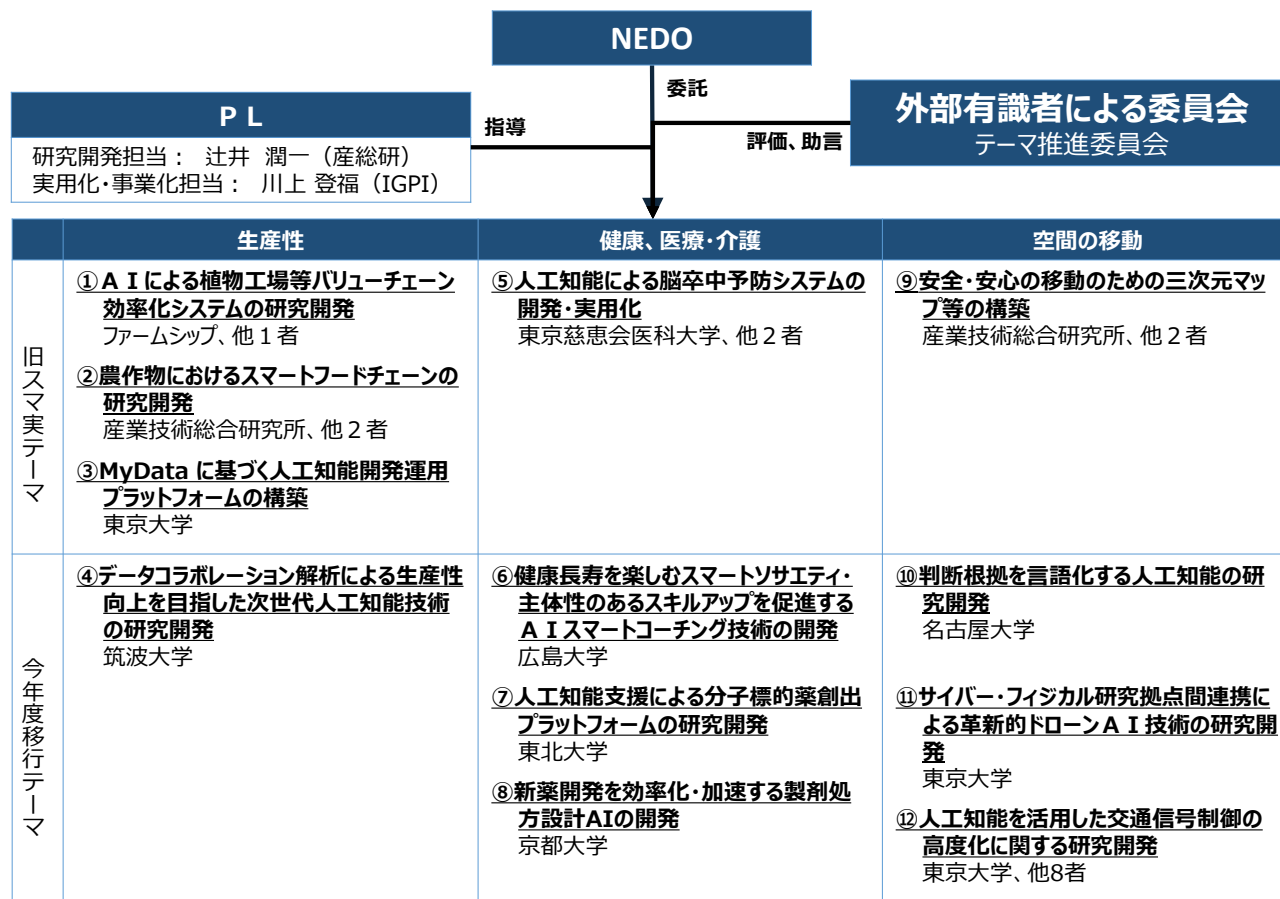 NEDO
委託
P L
研究開発担当： 辻井 潤一（産総研）
実用化・事業化担当： 川上 登福（IGPI）
指導
評価、助言
外部有識者による委員会
テーマ推進委員会
生産性
健康、医療・介護
空間の移動
旧スマ実テーマ
①ＡＩによる植物工場等バリューチェーン
効率化システムの研究開発
ファームシップ、他１者
②農作物におけるスマートフードチェーンの
研究開発
産業技術総合研究所、他２者
③MyData に基づく人工知能開発運用
プラットフォームの構築
東京大学
⑤人工知能による脳卒中予防システムの
開発・実用化
東京慈恵会医科大学、他２者
⑨安全・安心の移動のための三次元マッ
プ等の構築
産業技術総合研究所、他２者
今年度移行テーマ
④データコラボレーション解析による生産性
向上を目指した次世代人工知能技術
の研究開発
筑波大学
⑥健康長寿を楽しむスマートソサエティ・
主体性のあるスキルアップを促進する
ＡＩスマートコーチング技術の開発
広島大学
⑦人工知能支援による分子標的薬創出
プラットフォームの研究開発
東北大学
⑧新薬開発を効率化・加速する製剤処
方設計AIの開発
京都大学
⑩判断根拠を言語化する人工知能の研
究開発
名古屋大学
⑪サイバー・フィジカル研究拠点間連携に
よる革新的ドローンＡＩ技術の研究開
発
東京大学
⑫人工知能を活用した交通信号制御の
高度化に関する研究開発
東京大学、他8者